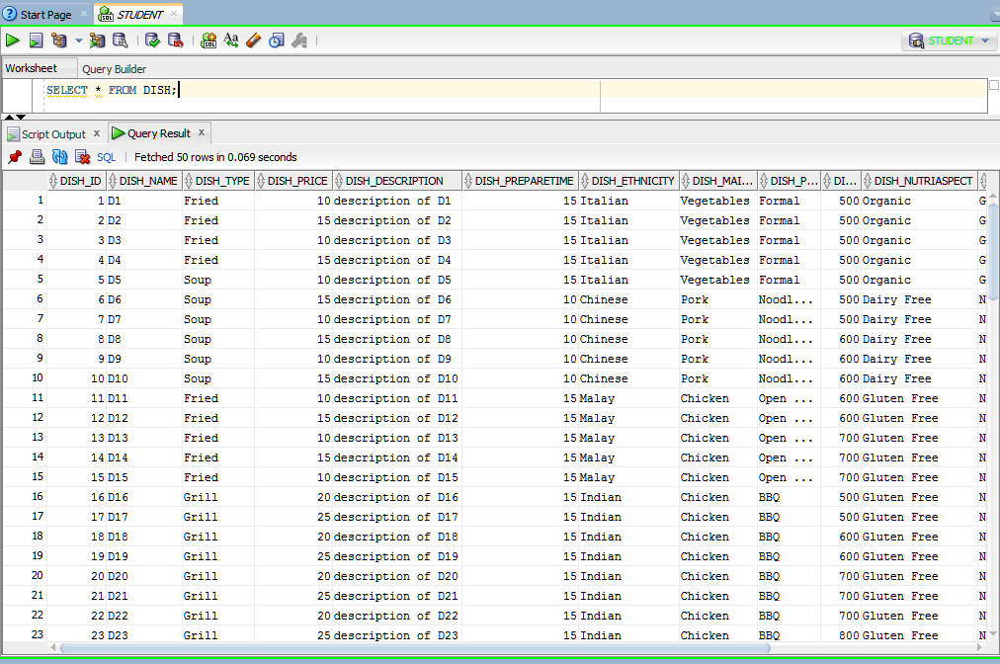 Start Page STUDENT
STUDENT
Worksheet Query Builder
SELECT * FROM DISH;
Script Output x Query Result x
SQL | Fetched 50 rows in 0.069 seconds
DISH_ID DISH_NAME DISH_TYPE DISH_PRICE DISH_DESCRIPTION DISH_PREPARETIME DISH_ETHNICITY DISH_MAI... DISH_P... DI... DISH_NUTRIASPECT
1 1 D1 Fried 10 description of D1 15 Italian Vegetables Formal 500 Organic G
2 2 D2 Fried 15 description of D2 15 Italian Vegetables Formal 500 Organic G
3 3 D3 Fried 10 description of D3 15 Italian Vegetables Formal 500 Organic G
4 4 D4 Fried 15 description of D4 15 Italian Vegetables Formal 500 Organic G
5 5 D5 Soup 10 description of D5 15 Italian Vegetables Formal 500 Organic G
6 6 D6 Soup 15 description of D6 10 Chinese Pork Noodl... 500 Dairy Free N
7 7 D7 Soup 10 description of D7 10 Chinese Pork Noodl... 500 Dairy Free N
8 8 D8 Soup 15 description of D8 10 Chinese Pork Noodl... 600 Dairy Free N
9 9 D9 Soup 10 description of D9 10 Chinese Pork Noodl... 600 Dairy Free N
10 10 D10 Soup 15 description of D10 10 Chinese Pork Noodl... 600 Dairy Free N
11 11 D11 Fried 10 description of D11 15 Malay Chicken Open ... 600 Gluten Free N
12 12 D12 Fried 15 description of D12 15 Malay Chicken Open ... 600 Gluten Free N
13 13 D13 Fried 10 description of D13 15 Malay Chicken Open ... 700 Gluten Free N
14 14 D14 Fried 15 description of D14 15 Malay Chicken Open ... 700 Gluten Free N
15 15 D15 Fried 10 description of D15 15 Malay Chicken Open ... 700 Gluten Free N
16 16 D16 Grill 20 description of D16 15 Indian Chicken BBQ 500 Gluten Free N
17 17 D17 Grill 25 description of D17 15 Indian Chicken BBQ 500 Gluten Free N
18 18 D18 Grill 20 description of D18 15 Indian Chicken BBQ 600 Gluten Free N
19 19 D19 Grill 25 description of D19 15 Indian Chicken BBQ 600 Gluten Free N
20 20 D20 Grill 20 description of D20 15 Indian Chicken BBQ 700 Gluten Free N
21 21 D21 Grill 25 description of D21 15 Indian Chicken BBQ 700 Gluten Free N
22 22 D22 Grill 20 description of D22 15 Indian Chicken BBQ 700 Gluten Free N
23 23 D23 Grill 25 description of D23 15 Indian Chicken BBQ 800 Gluten Free N